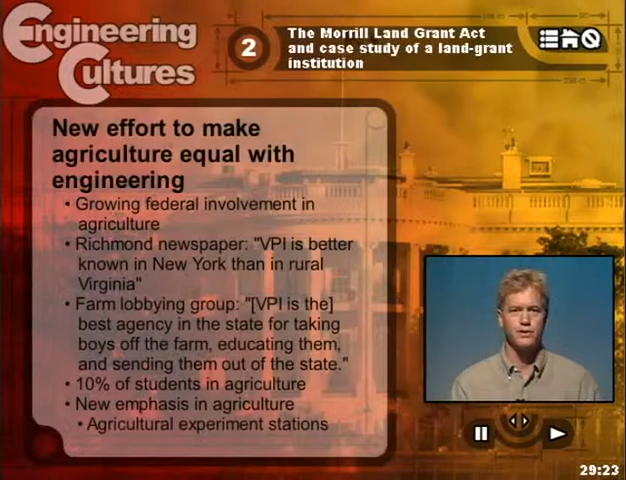 Engineering
Cultures
2
The Morrill Land Grant Act
and case study of a land-grant
institution
New effort to make
agriculture equal with
engineering
• Growing federal involvement in
agriculture
• Richmond newspaper: "VPI is better
known in New York than in rural
Virginia"
• Farm lobbying group: "[VPI is the]
best agency in the state for taking
boys off the farm, educating them,
and sending them out of the state."
• 10% of students in agriculture
• New emphasis in agriculture
• Agricultural experiment stations
29:23